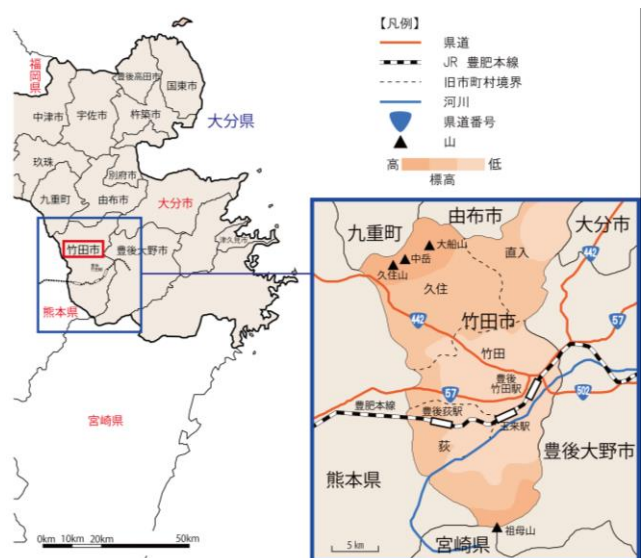 【凡例】
県道
JR 豊肥本線
旧市町村境界
河川
県道番号
山
高
低
標高
福岡県
豊後高田市
国東市
中津市
宇佐市
杵築市
大分県
玖珠
別府市
九重町
由布市
大分市
竹田市
豊後大野市
津久見市
熊本県
宮崎県
0km 10km 20km
50km
由布市
九重町
大分市
大船山
中岳
久住山
直入
久住
442
442
57
竹田市
竹田
豊後
竹田駅
57
502
豊肥本線
豊後荻駅
玉来駅
荻
豊後大野市
熊本県
祖母山
宮崎県
5 km